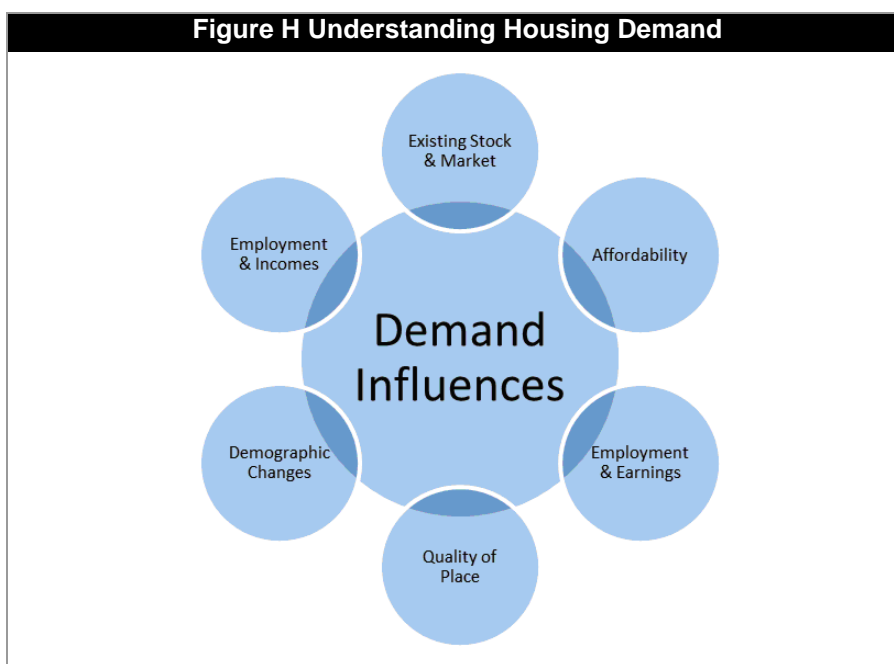 Figure H Understanding Housing Demand
Existing Stock
& Market
Affordability
Employment
& Earnings
Quality of
Place
Demographic
Changes
Employment
& Incomes
Demand
Influences